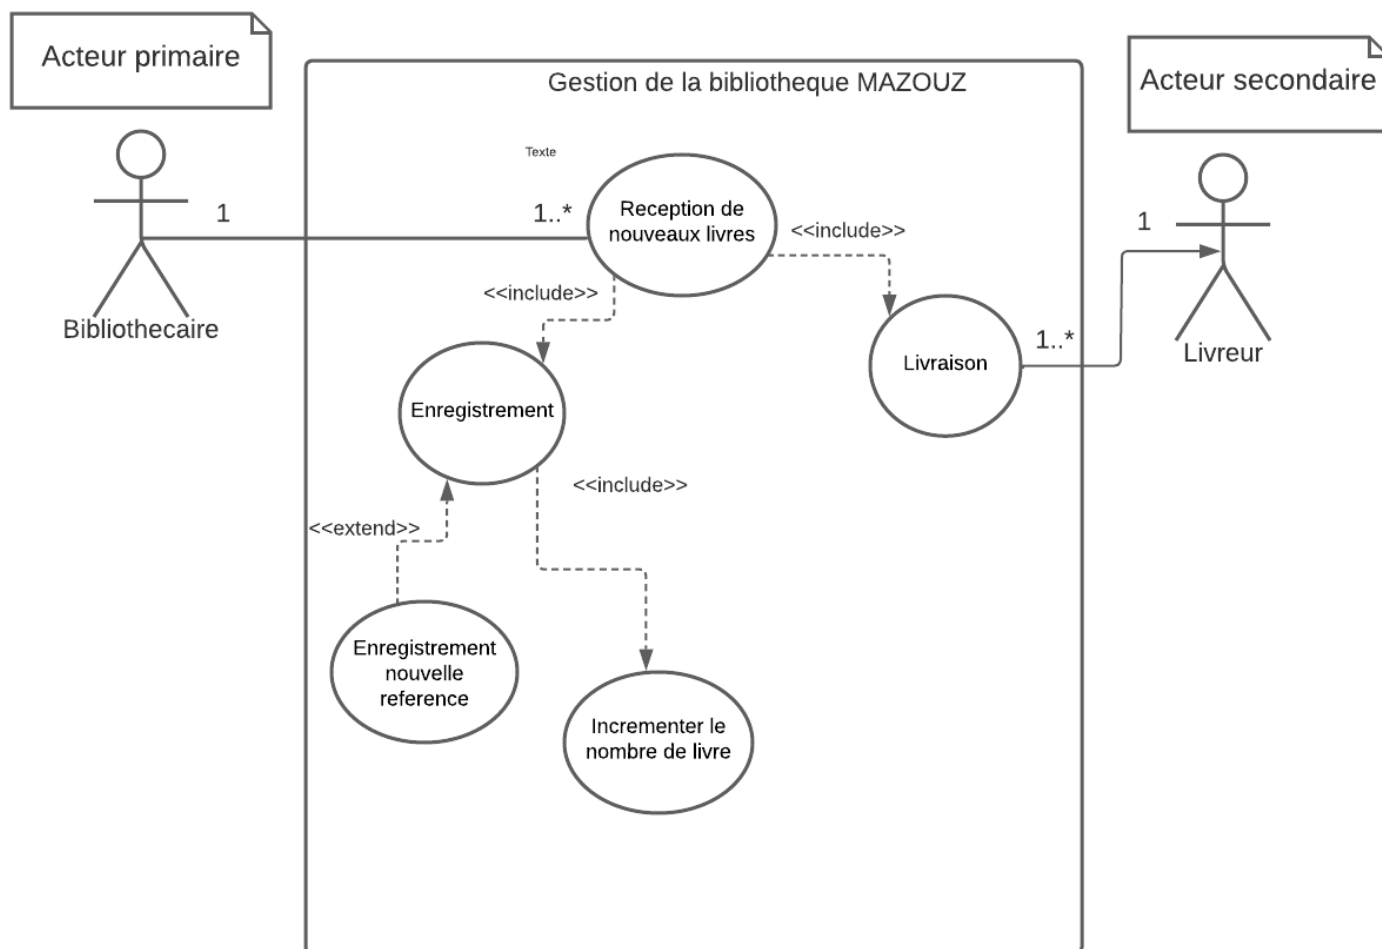 Acteur primaire
Acteur secondaire
Gestion de la bibliotheque MAZOUZ
Texte
1
1..*
Reception de
nouveaux livres
<<include>>
1
<<include>>
Bibliothecaire
1..*
Livreur
Livraison
Enregistrement
<<include>>
<<extend>>
Enregistrement
nouvelle
reference
Incrementer le
nombre de livre